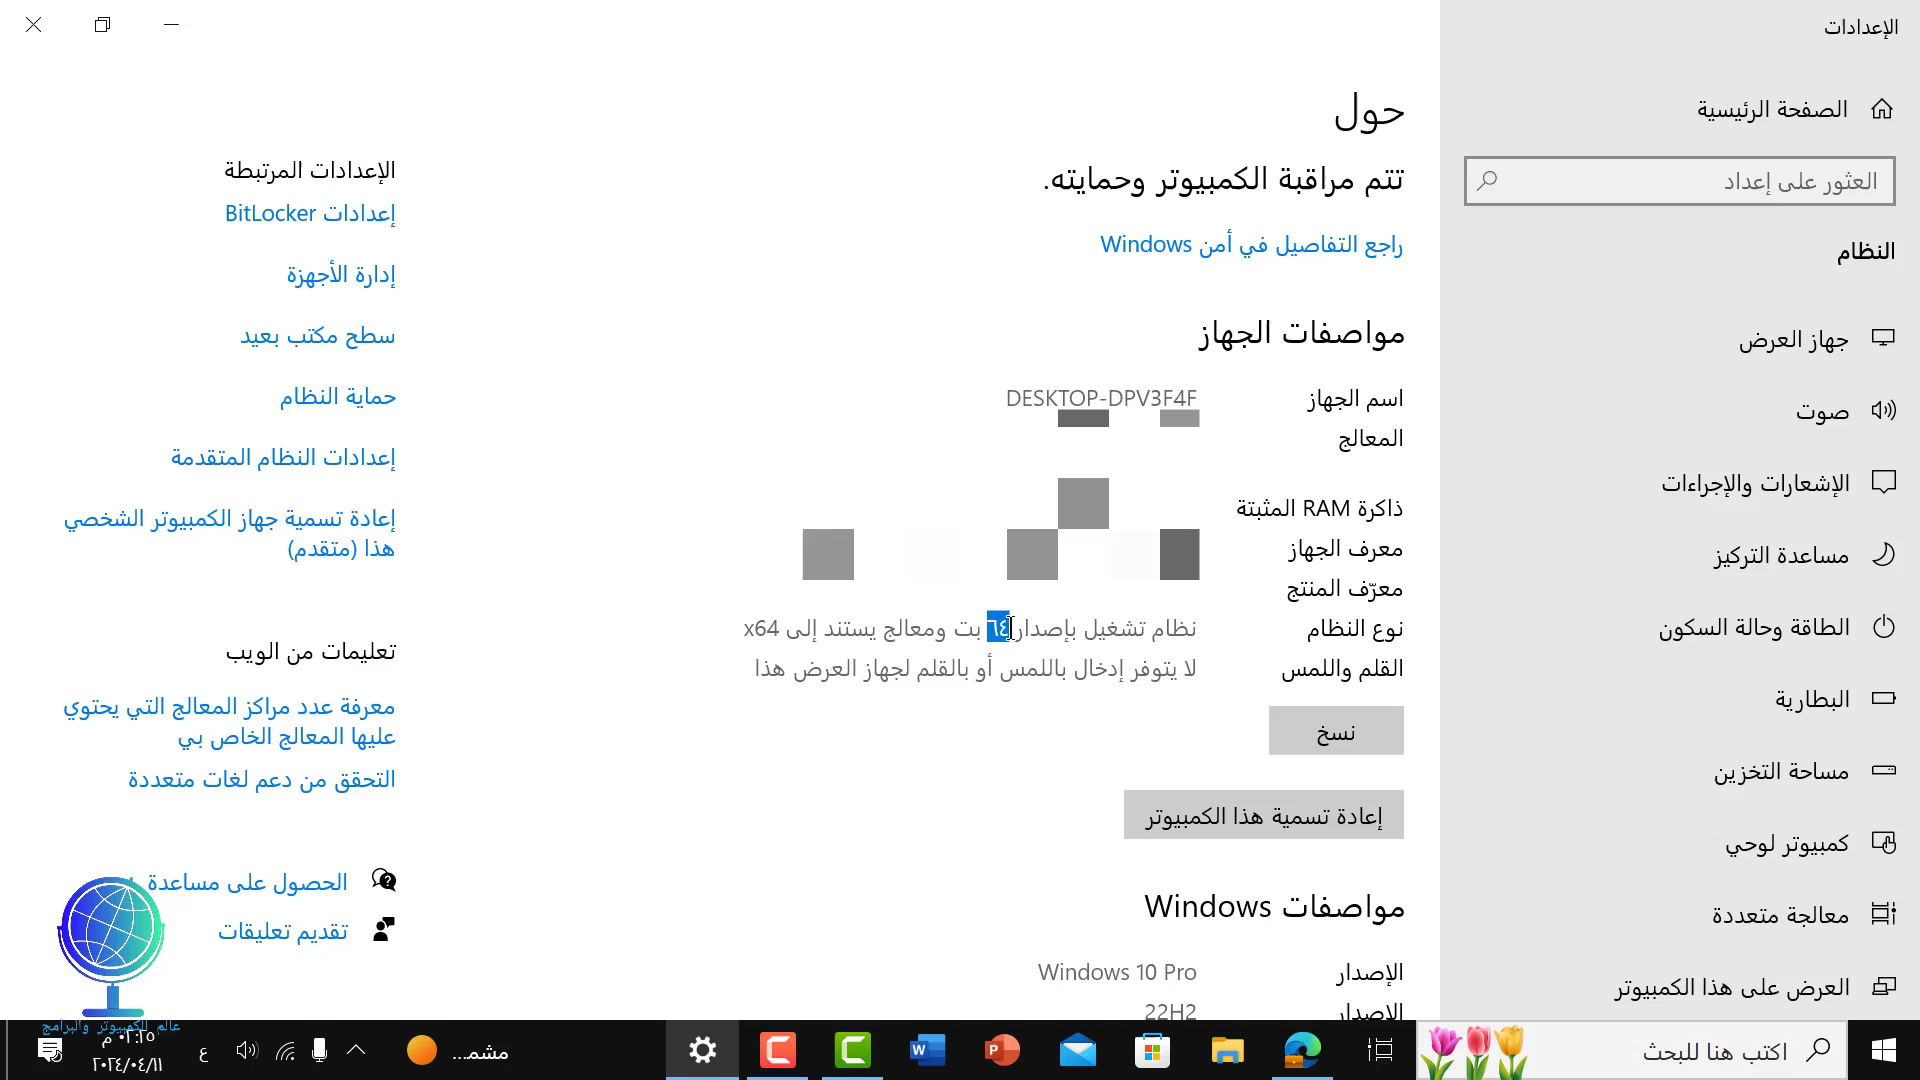 الإعدادات
الصفحة الرئيسية
العثور على إعداد
النظام
جهاز العرض
صوت
الإشعارات والإجراءات
مساعدة التركيز
الطاقة وحالة السكون
البطارية
مساحة التخزين
كمبيوتر لوحي
معالجة متعددة
العرض على هذا الكمبيوتر
حول
تتم مراقبة الكمبيوتر وحمايته.
راجع التفاصيل في أمن Windows
مواصفات الجهاز
اسم الجهاز DESKTOP-DPV3F4F
المعالج
ذاكرة RAM المثبتة
معرف الجهاز
معرّف المنتج
نوع النظام نظام تشغيل بإصدار ٦٤ بت ومعالج يستند إلى x64
القلم واللمس لا يتوفر إدخال باللمس أو بالقلم لجهاز العرض هذا
نسخ
إعادة تسمية هذا الكمبيوتر
مواصفات Windows
الإصدار Windows 10 Pro
الإصدار 22H2
الإعدادات المرتبطة
إعدادات BitLocker
إدارة الأجهزة
سطح مكتب بعيد
حماية النظام
إعدادات النظام المتقدمة
إعادة تسمية جهاز الكمبيوتر الشخصي
هذا (متقدم)
تعليمات من الويب
معرفة عدد مراكز المعالج التي يحتوي
عليها المعالج الخاص بي
التحقق من دعم لغات متعددة
الحصول على مساعدة
تقديم تعليقات
عالم الكمبيوتر والبرامج
اكتب هنا للبحث
مشمـ...
ع
٠٢:٢٥ م
٢٠٢٤/٠٤/١١